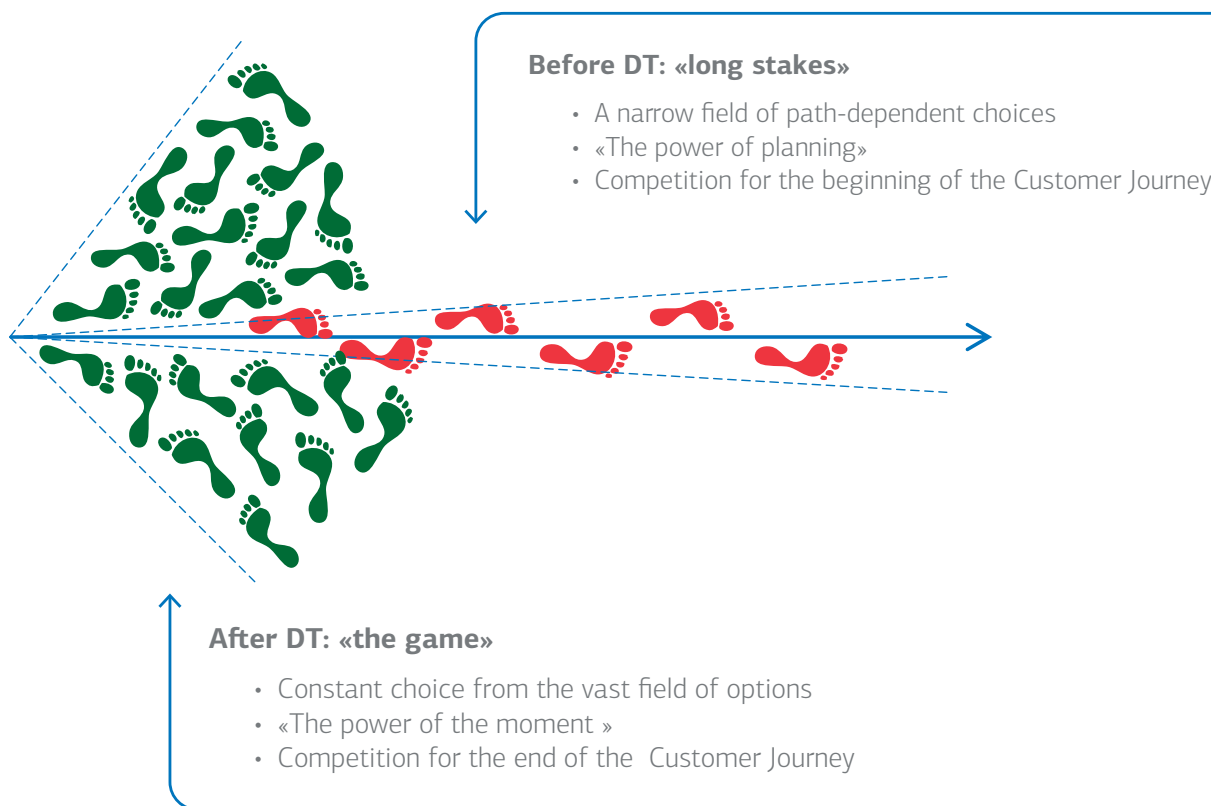 Before DT: «long stakes»
• A narrow field of path-dependent choices
• «The power of planning»
• Competition for the beginning of the Customer Journey
After DT: «the game»
• Constant choice from the vast field of options
• «The power of the moment »
• Competition for the end of the Customer Journey